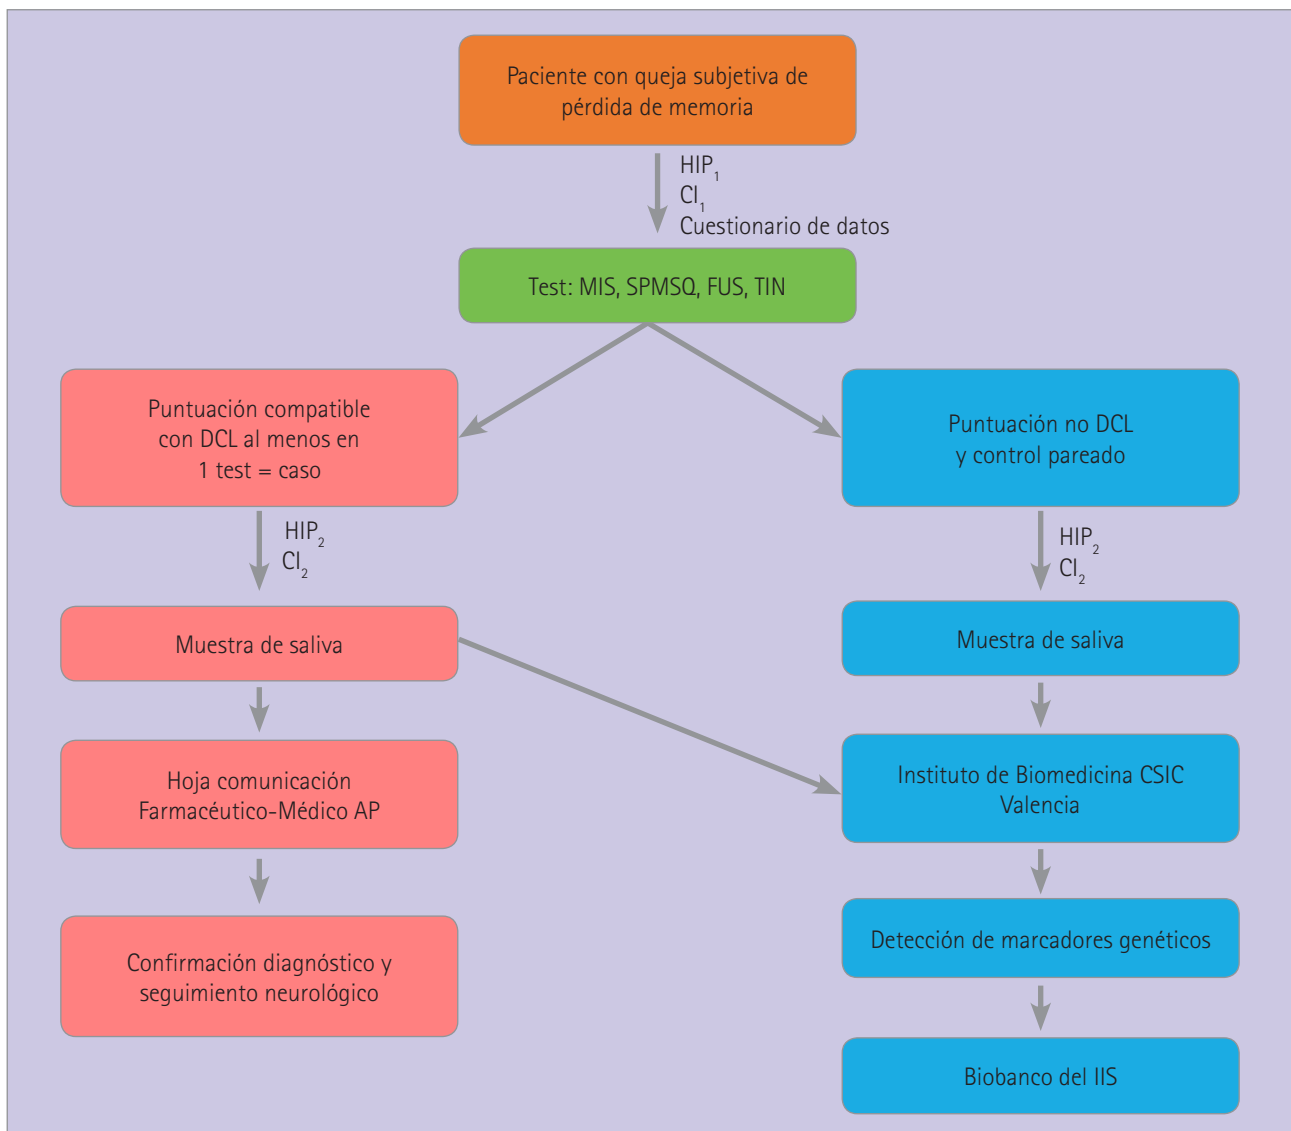 Paciente con queja subjetiva de
pérdida de memoria
HIP₁
CI₁
Cuestionario de datos
Test: MIS, SPMSQ, FUS, TIN
Puntuación compatible
con DCL al menos en
1 test = caso
Puntuación no DCL
y control pareado
HIP₂
CI₂
HIP₂
CI₂
Muestra de saliva
Muestra de saliva
Hoja comunicación
Farmacéutico-Médico AP
Instituto de Biomedicina CSIC
Valencia
Confirmación diagnóstico y
seguimiento neurológico
Detección de marcadores genéticos
Biobanco del IIS